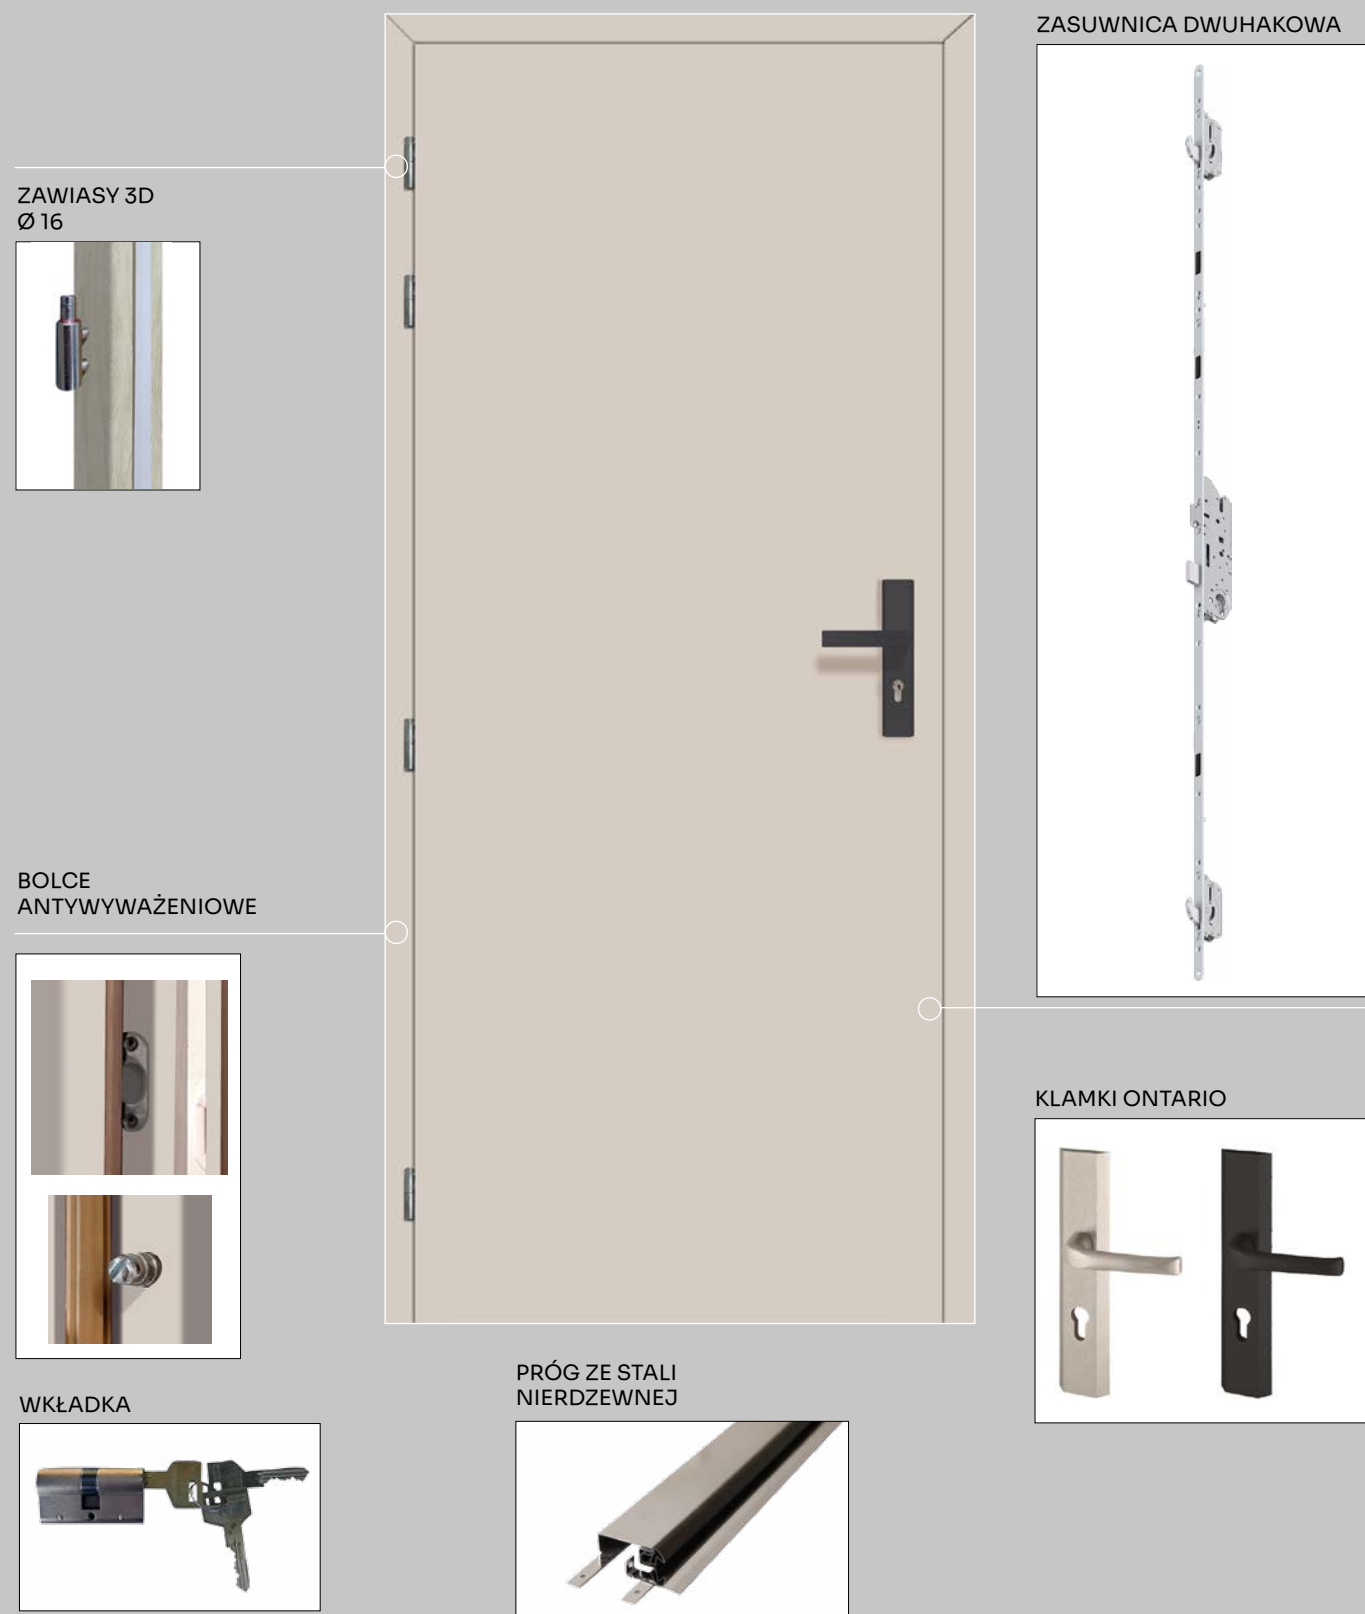 ZASUWNICA DWUHAKOWA
ZAWIASY 3D
Ø 16
BOLCE
ANTYWYWAŻENIOWE
KLAMKI ONTARIO
PRÓG ZE STALI
NIERDZEWNEJ
WKŁADKA